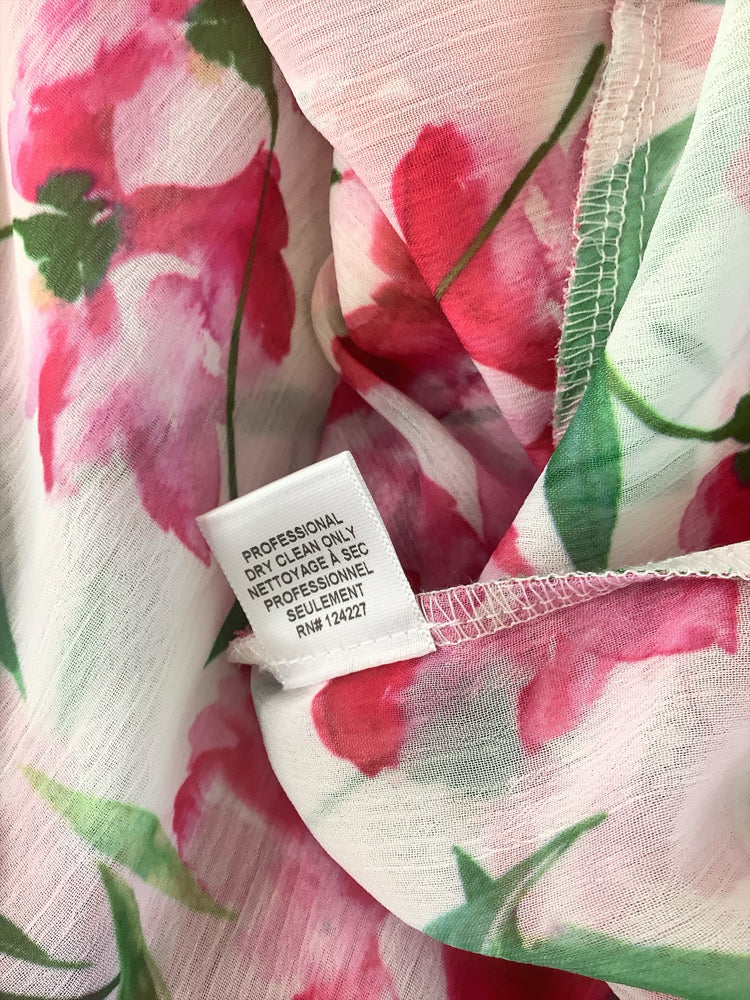 PROFESSIONAL
DRY CLEAN ONLY
NETTOYAGE À SEC
PROFESSIONNEL
SEULEMENT
RN# 124227